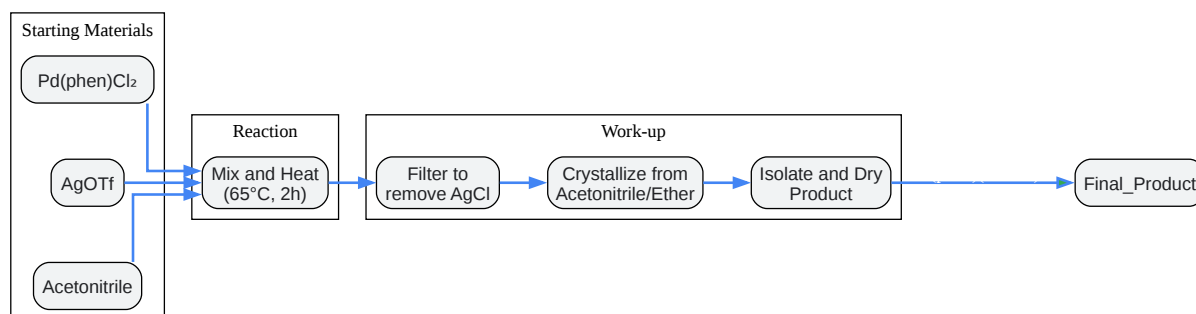 Starting Materials
Pd(phen)Cl₂
AgOTf
Acetonitrile
Reaction
Mix and Heat
(65°C, 2h)
Work-up
Filter to
remove AgCl
Crystallize from
Acetonitrile/Ether
Isolate and Dry
Product
Final_Product